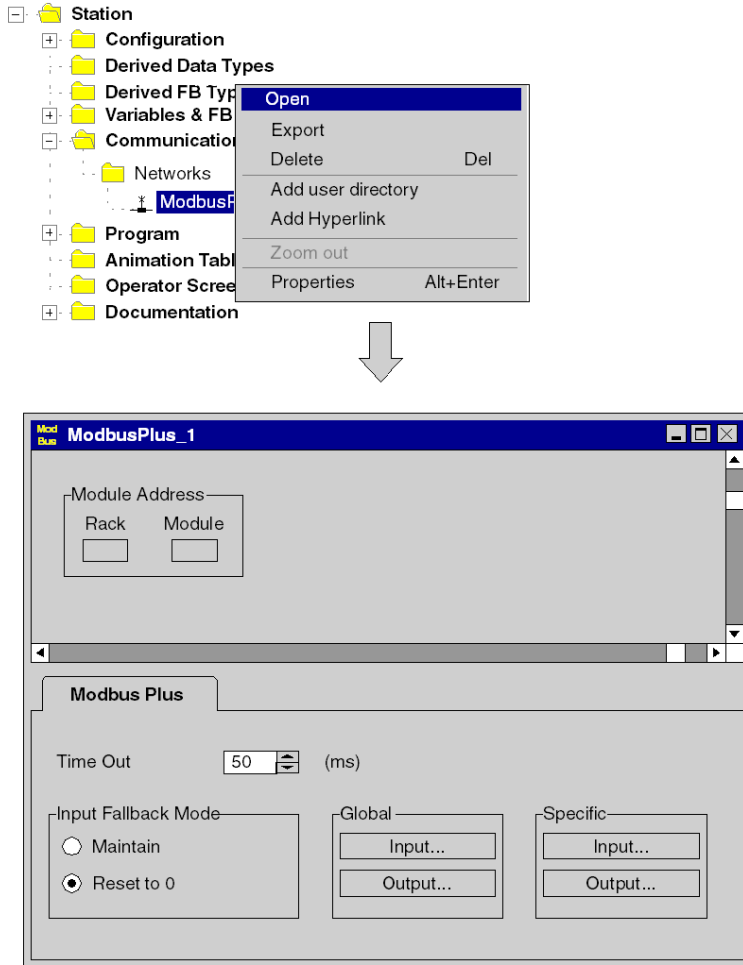 Station
Configuration
Derived Data Types
Derived FB Typ
Variables & FB
Communication
Networks
ModbusP
Program
Animation Tabl
Operator Scree
Documentation
Open
Export
Delete Del
Add user directory
Add Hyperlink
Zoom out
Properties Alt+Enter
Mod
Bus
ModbusPlus_1
Module Address
Rack Module
Modbus Plus
Time Out 50 (ms)
Input Fallback Mode
Maintain
Reset to 0
Global
Input...
Output...
Specific
Input...
Output...